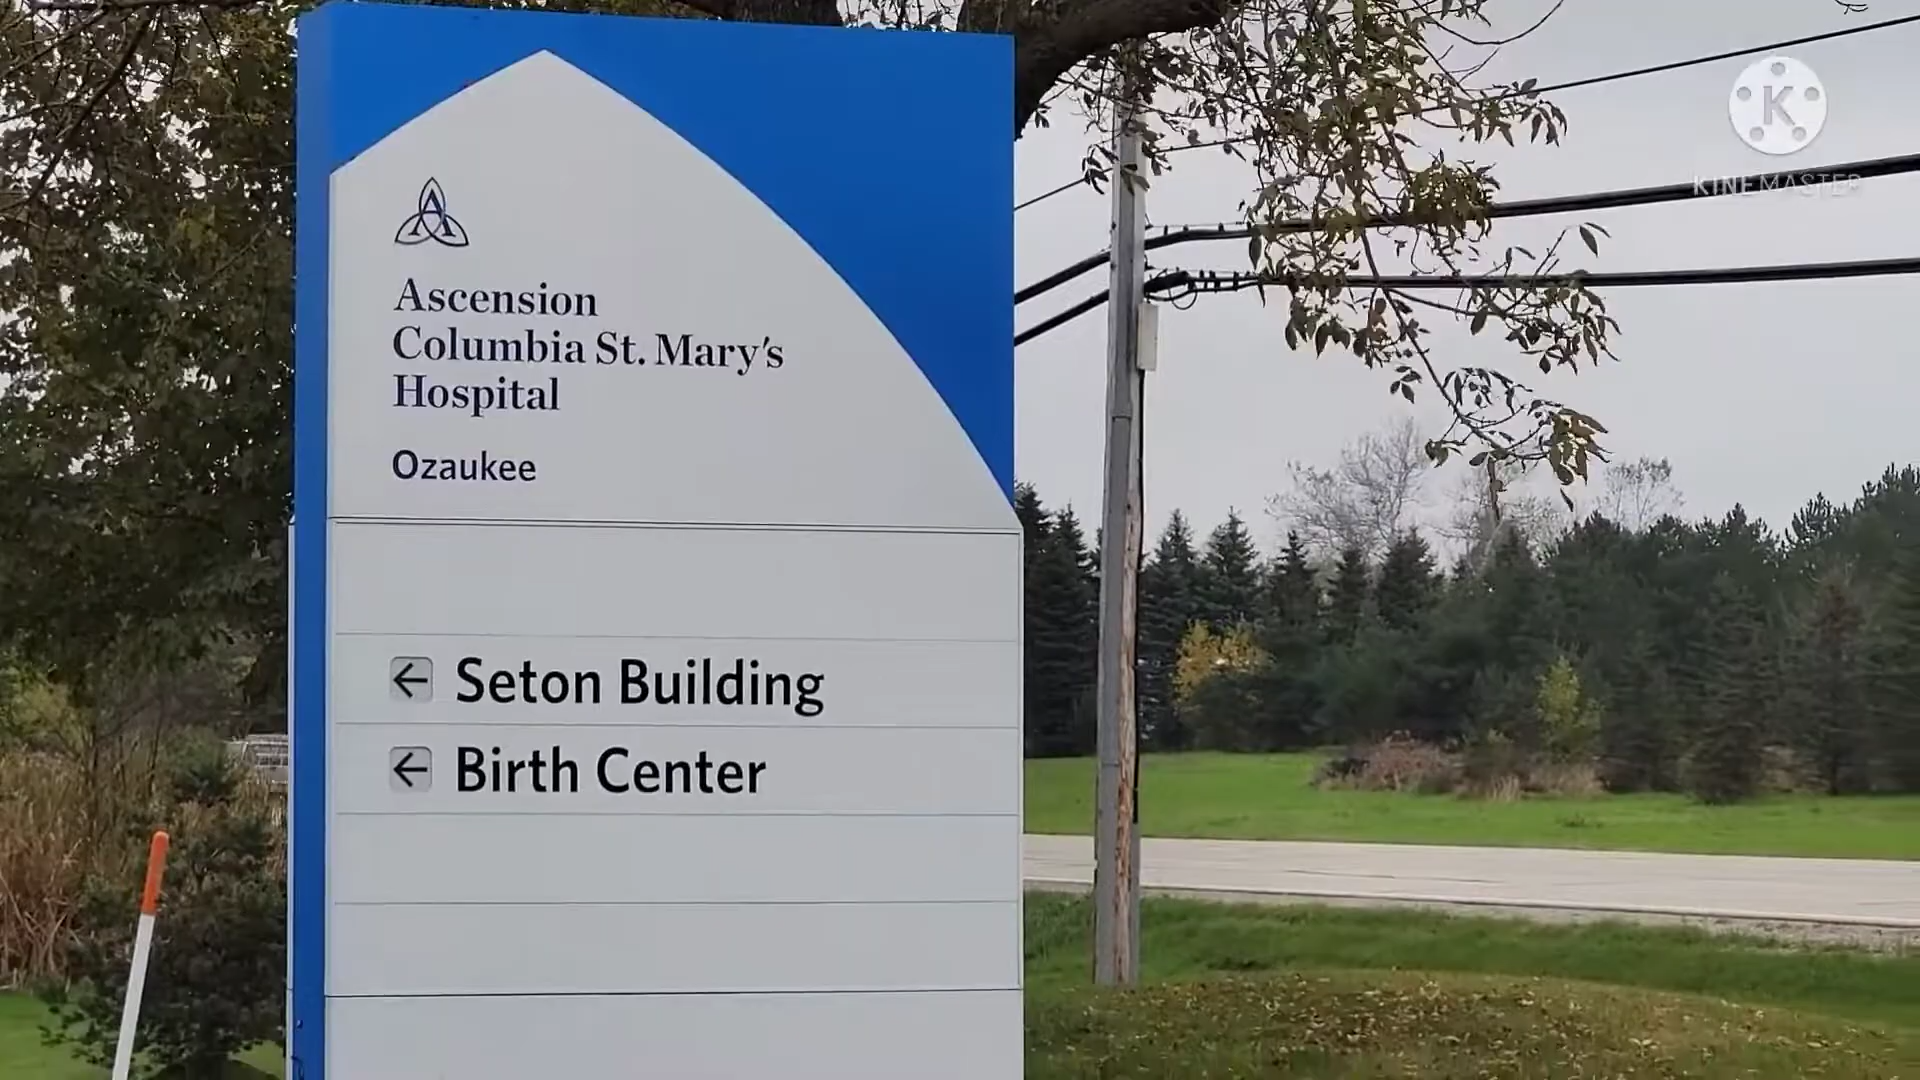 A
Ascension
Columbia St. Mary's
Hospital
Ozaukee
← Seton Building
← Birth Center
K
KINEMASTER